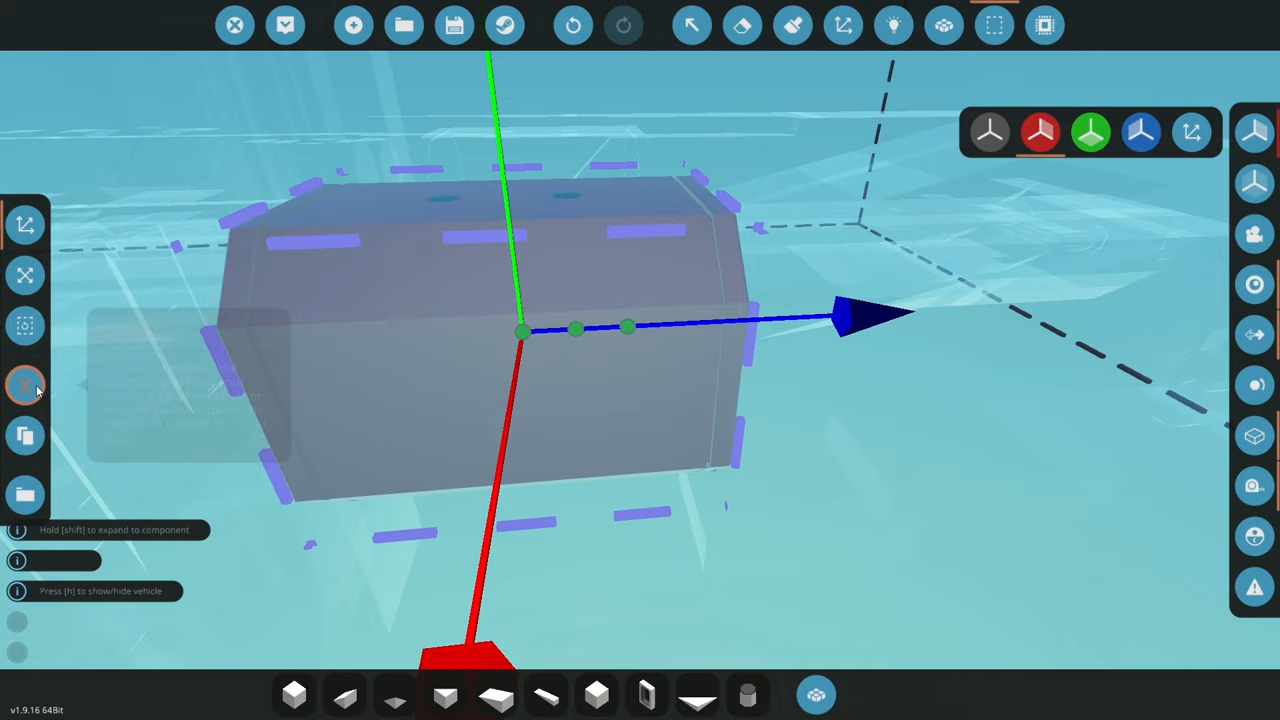 Hold [shift] to expand to component
Press [h] to show/hide vehicle
v1.9.16 64Bit